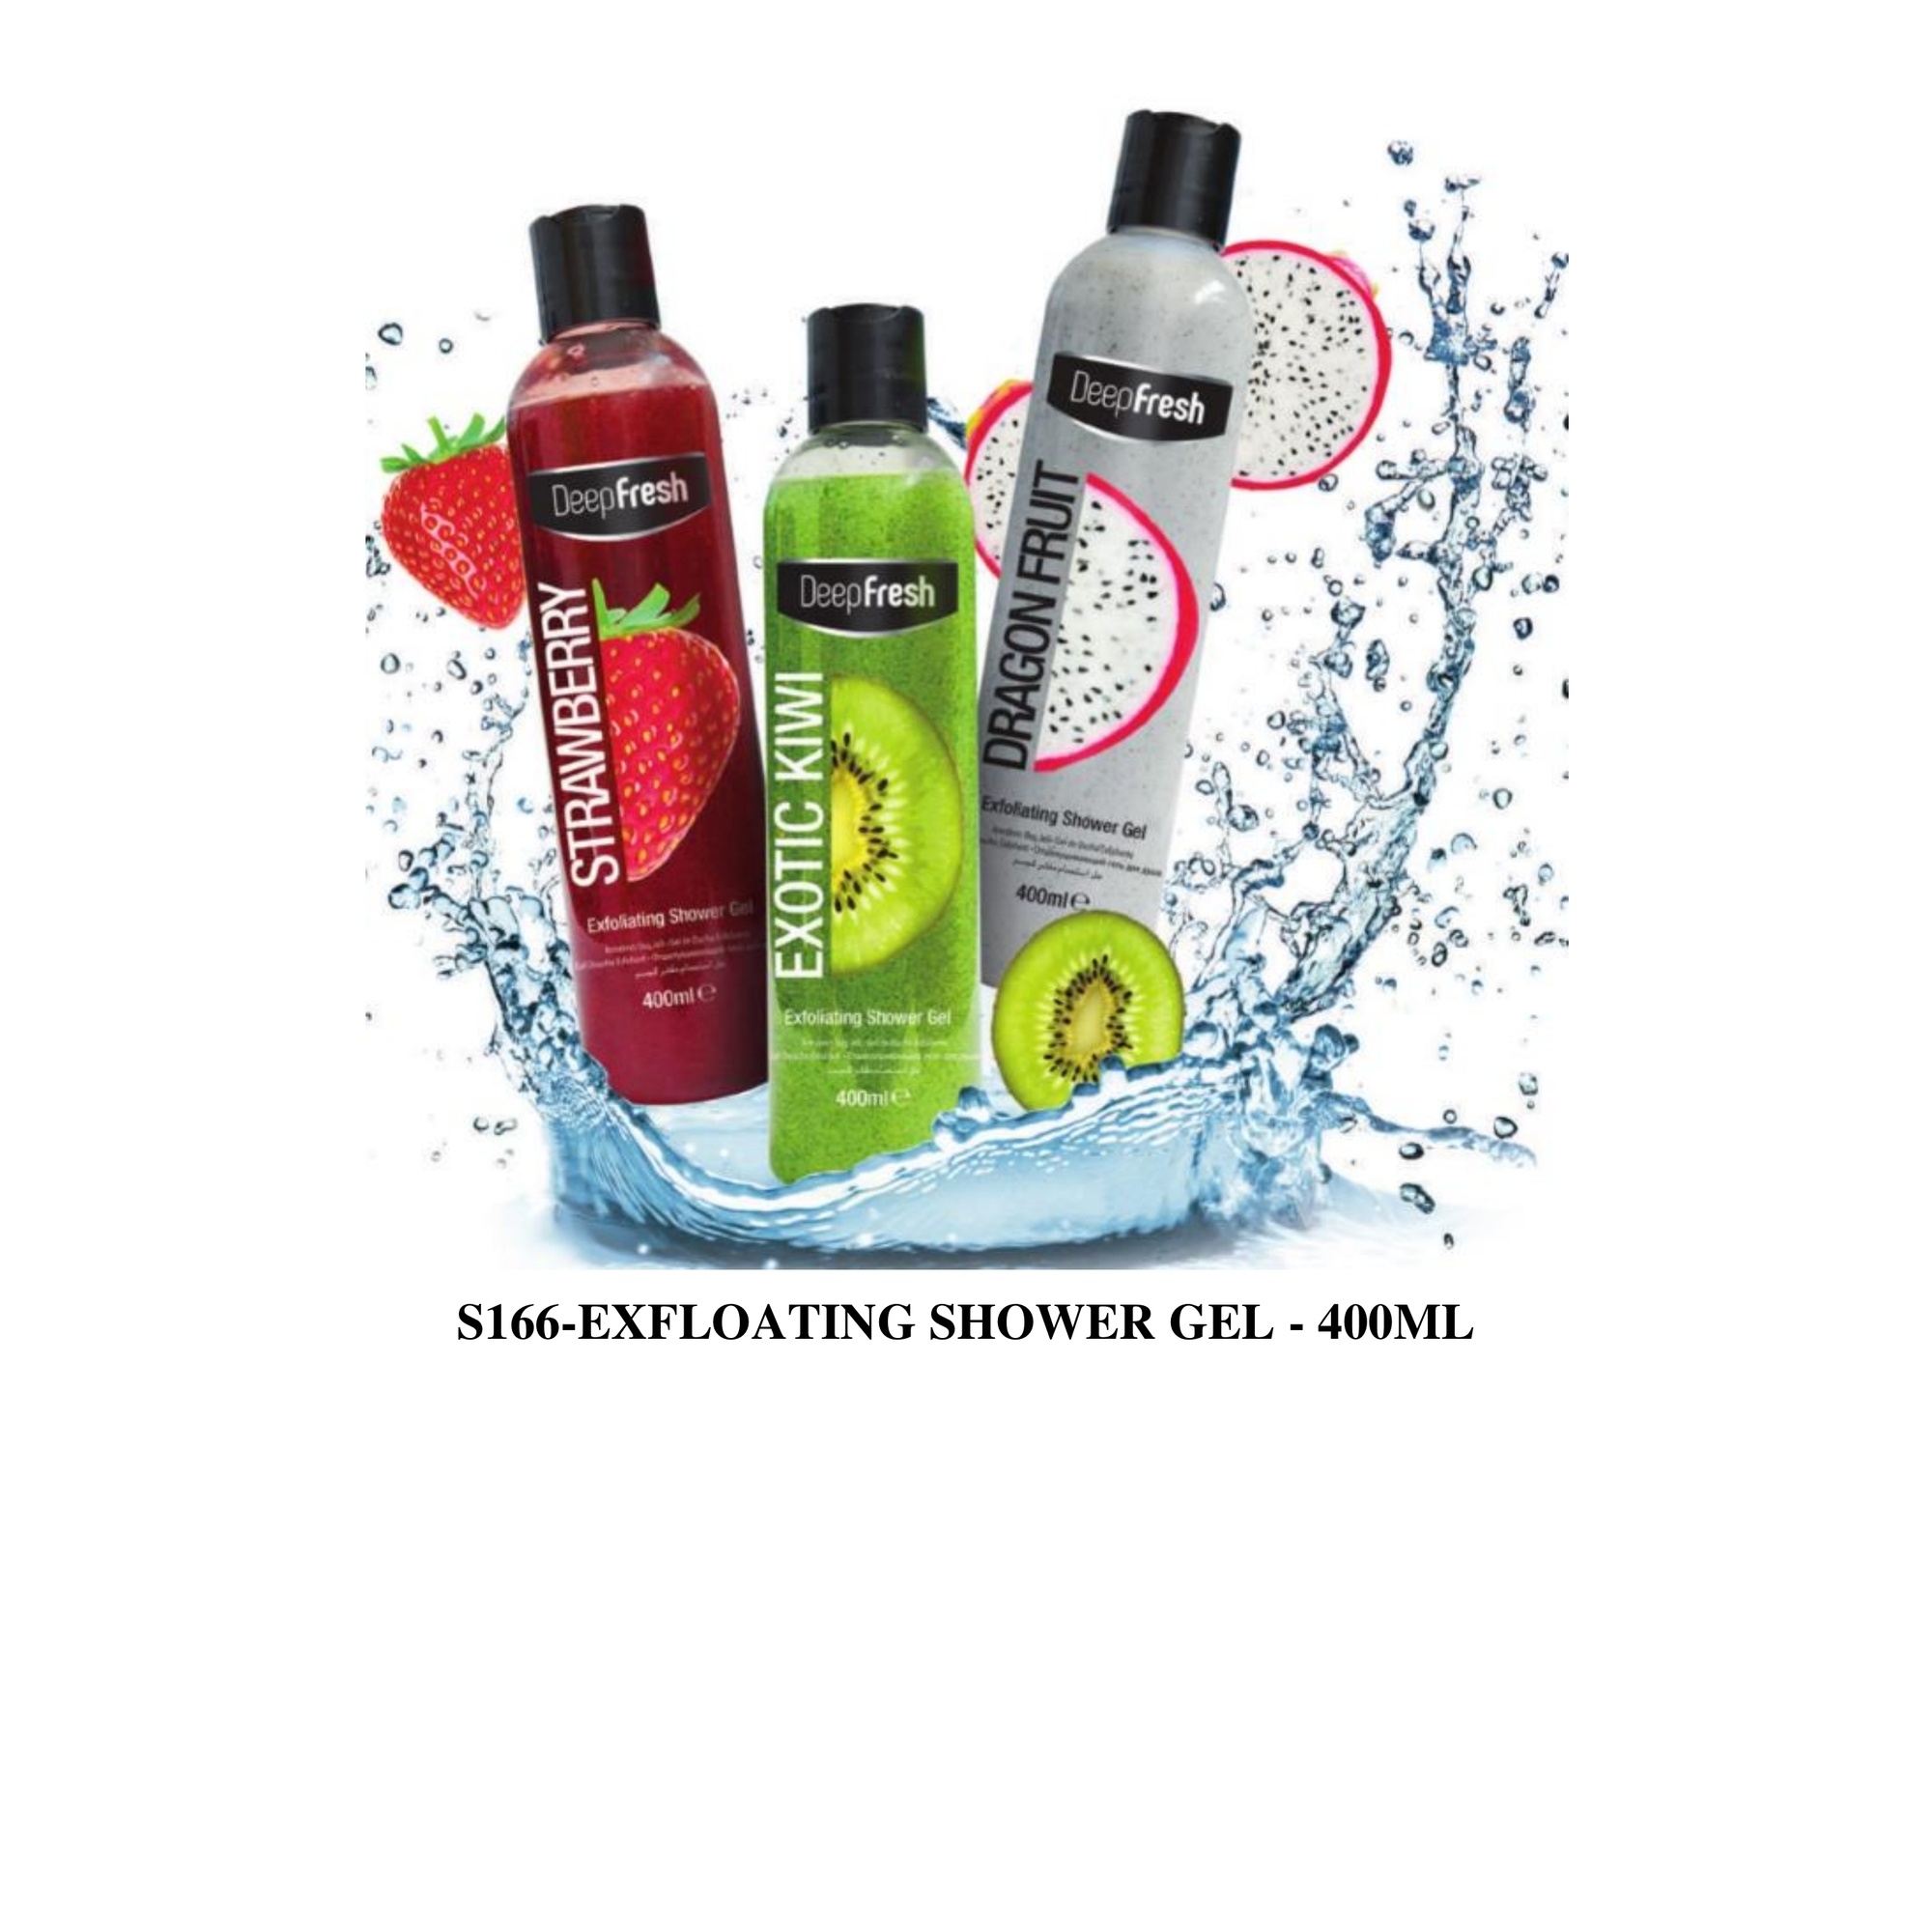 DeepFresh
STRAWBERRY
Exfoliating Shower Gel
400ml ℮
DeepFresh
EXOTIC KIWI
Exfoliating Shower Gel
400ml ℮
DeepFresh
DRAGON FRUIT
Exfoliating Shower Gel
400ml ℮
S166-EXFLOATING SHOWER GEL - 400ML